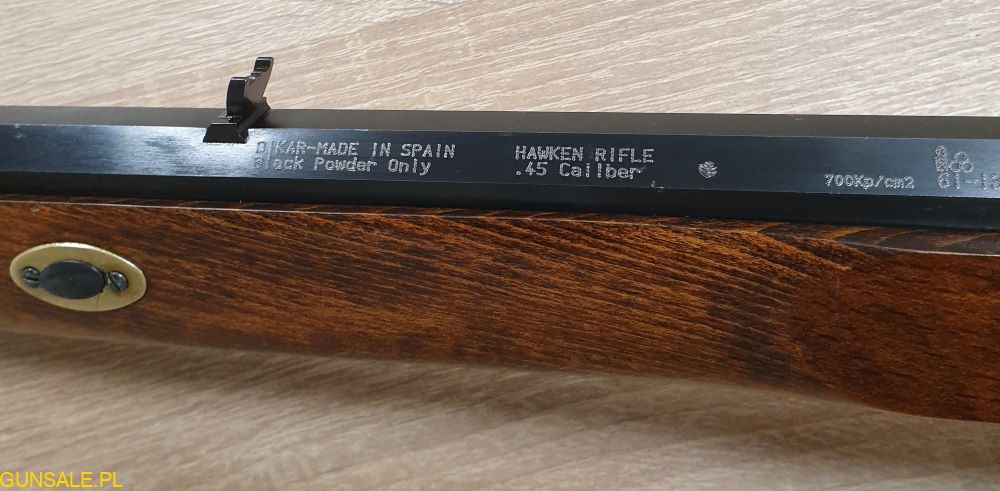 DIKAR-MADE IN SPAIN
Black Powder Only
HAWKEN RIFLE
.45 Caliber
700Kp/cm2
GUNSALE.PL